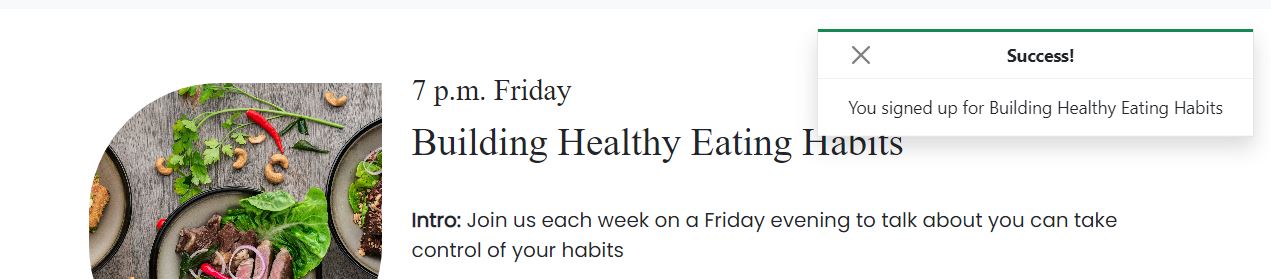 Success!
You signed up for Building Healthy Eating Habits
7 p.m. Friday
Building Healthy Eating Habits
Intro: Join us each week on a Friday evening to talk about you can take
control of your habits